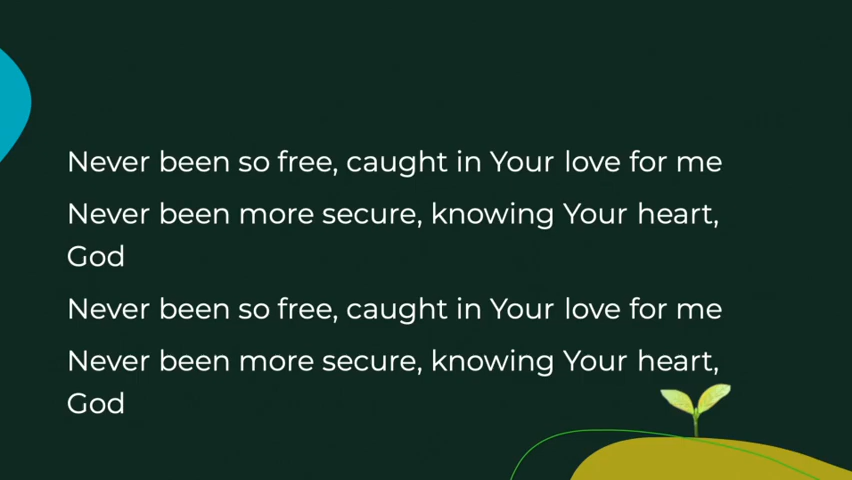 Never been so free, caught in Your love for me
Never been more secure, knowing Your heart,
God
Never been so free, caught in Your love for me
Never been more secure, knowing Your heart,
God